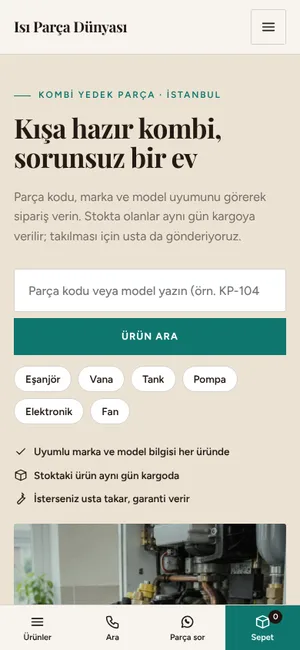 Isı Parça Dünyası
KOMBİ YEDEK PARÇA · İSTANBUL
Kışa hazır kombi,
sorunsuz bir ev
Parça kodu, marka ve model uyumunu görerek
sipariş verin. Stokta olanlar aynı gün kargoya
verilir; takılması için usta da gönderiyoruz.
Parça kodu veya model yazın (örn. KP-104
ÜRÜN ARA
Eşanjör Vana Tank Pompa
Elektronik Fan
Uyumlu marka ve model bilgisi her üründe
Stoktaki ürün aynı gün kargoda
İsterseniz usta takar, garanti verir
0
Ürünler Ara Parça sor Sepet